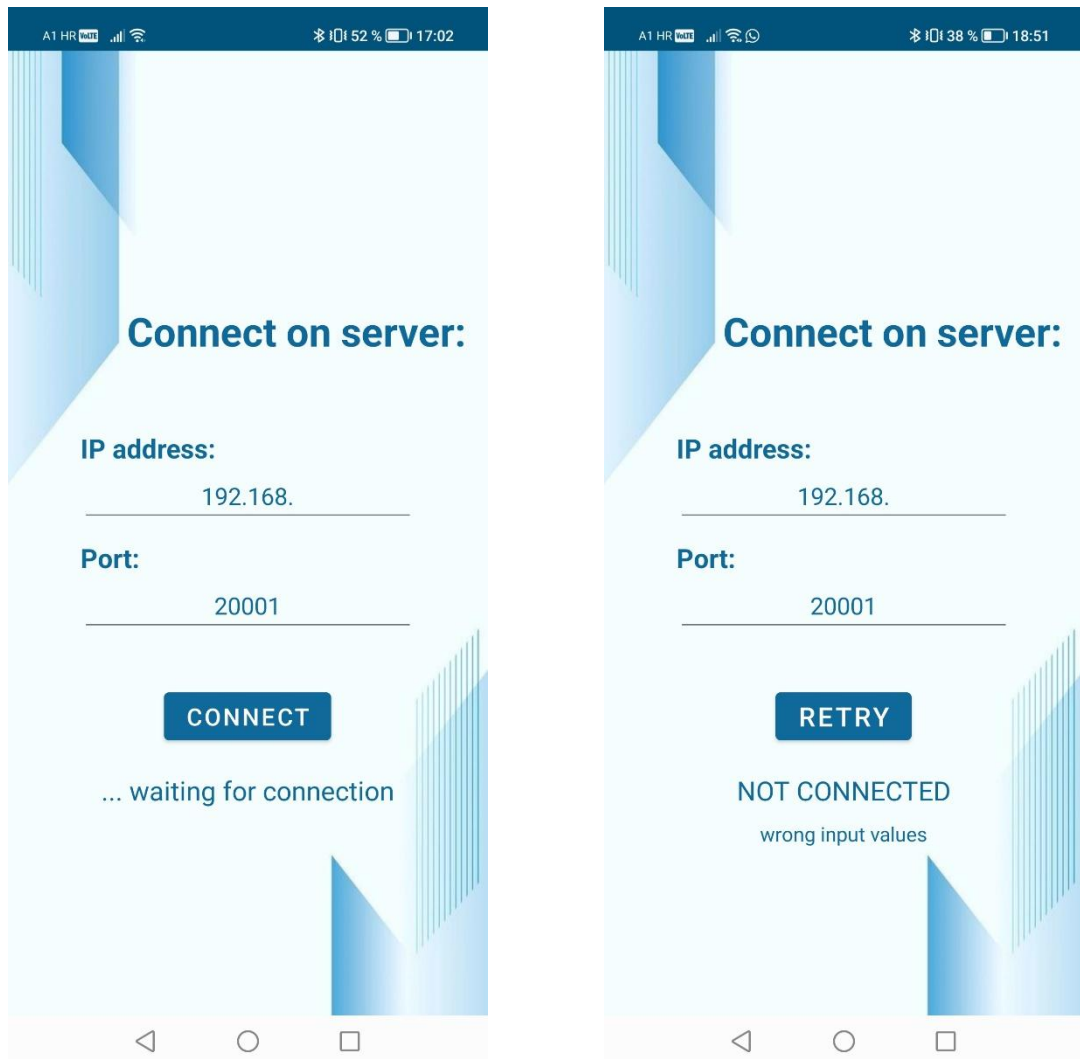 A1 HR VoLTE 52 % 17:02
Connect on server:
IP address:
192.168.
Port:
20001
CONNECT
... waiting for connection
A1 HR VoLTE 38 % 18:51
Connect on server:
IP address:
192.168.
Port:
20001
RETRY
NOT CONNECTED
wrong input values